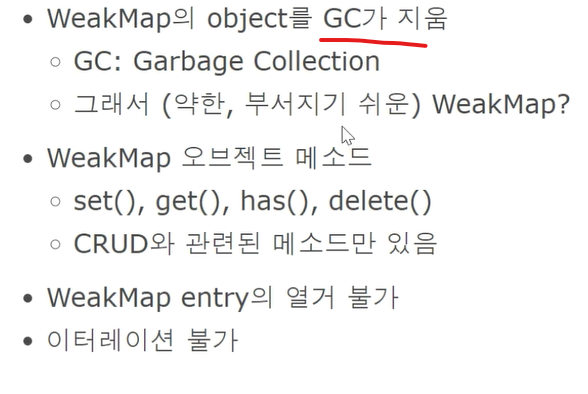 WeakMap의 object를 GC가 지움
GC: Garbage Collection
그래서 (약한, 부서지기 쉬운) WeakMap?
WeakMap 오브젝트 메소드
set(), get(), has(), delete()
CRUD와 관련된 메소드만 있음
WeakMap entry의 열거 불가
이터레이션 불가